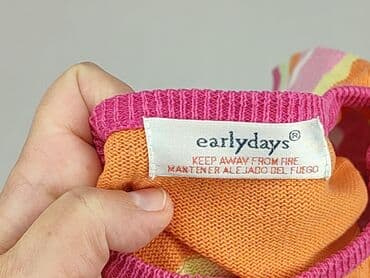 earlydays®
KEEP AWAY FROM FIRE
MANTENER ALEJADO DEL FUEGO